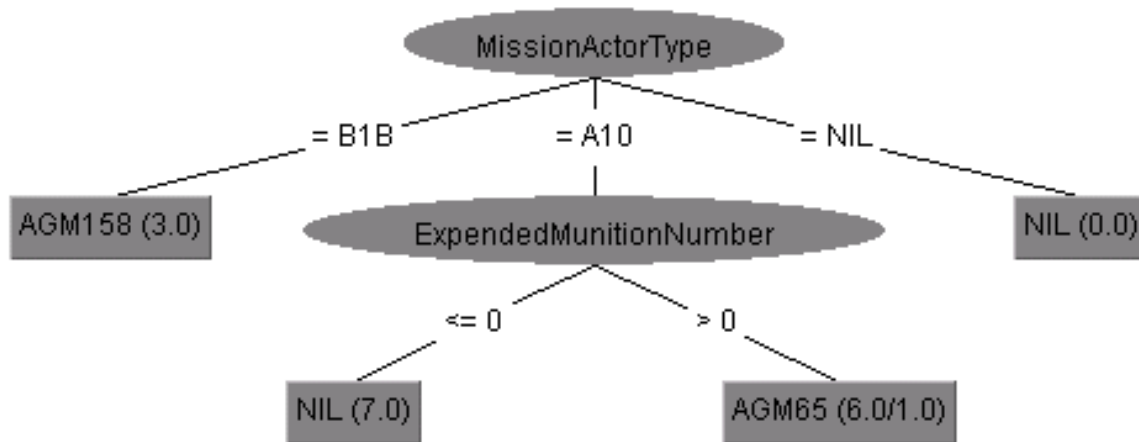 MissionActorType
= B1B
= A10
= NIL
AGM158 (3.0)
ExpendedMunitionNumber
NIL (0.0)
<= 0
> 0
NIL (7.0)
AGM65 (6.0/1.0)